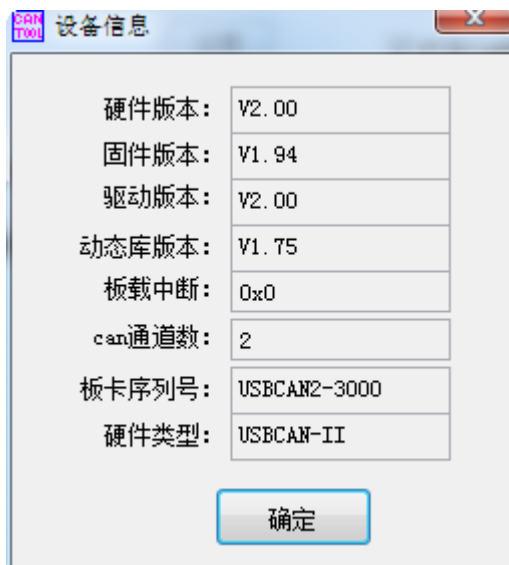 CAN TOOL 设备信息
硬件版本： V2.00
固件版本： V1.94
驱动版本： V2.00
动态库版本： V1.75
板载中断： 0x0
can通道数： 2
板卡序列号： USBCAN2-3000
硬件类型： USBCAN-II
确定